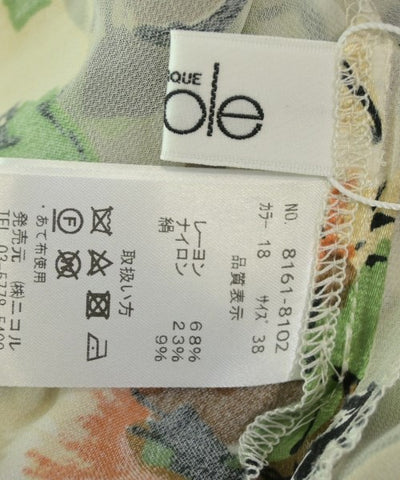 QUE
NO. 8161-8102
カラー 18 サイズ 38
品質表示
レーヨン 68%
ナイロン 23%
絹 9%
取扱い方
F
・あて布使用
発売元 ㈱ニコル